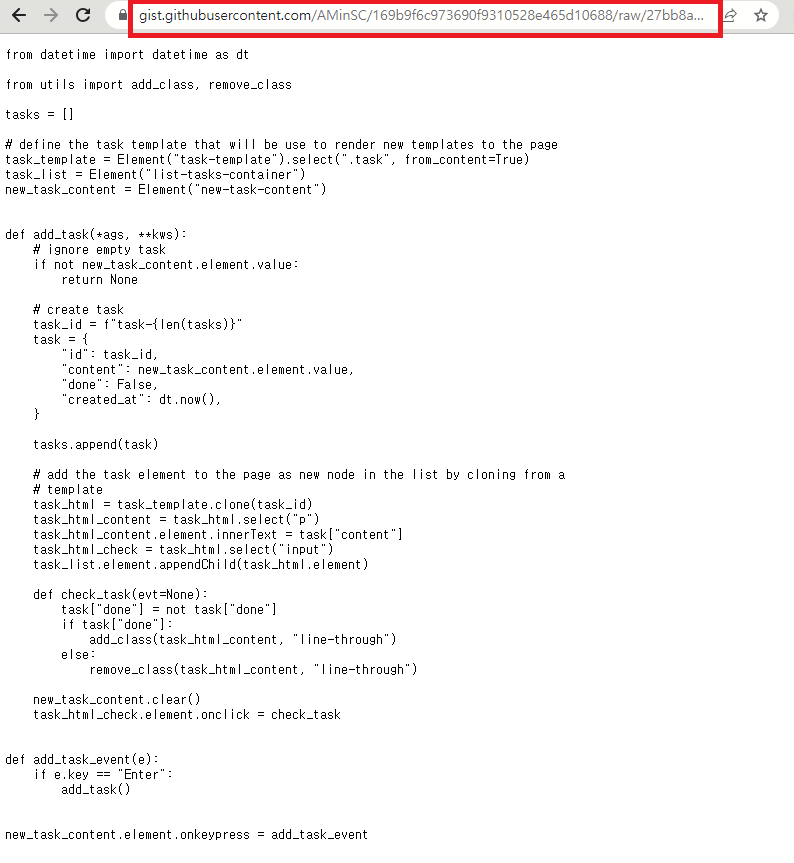 gist.githubusercontent.com/AMinSC/169b9f6c973690f9310528e465d10688/raw/27bb8a...
from datetime import datetime as dt
from utils import add_class, remove_class
tasks = []
# define the task template that will be use to render new templates to the page
task_template = Element("task-template").select(".task", from_content=True)
task_list = Element("list-tasks-container")
new_task_content = Element("new-task-content")
def add_task(*ags, **kws):
    # ignore empty task
    if not new_task_content.element.value:
        return None
    # create task
    task_id = f"task-{len(tasks)}"
    task = {
        "id": task_id,
        "content": new_task_content.element.value,
        "done": False,
        "created_at": dt.now(),
    }
    tasks.append(task)
    # add the task element to the page as new node in the list by cloning from a
    # template
    task_html = task_template.clone(task_id)
    task_html_content = task_html.select("p")
    task_html_content.element.innerText = task["content"]
    task_html_check = task_html.select("input")
    task_list.element.appendChild(task_html.element)
    def check_task(evt=None):
        task["done"] = not task["done"]
        if task["done"]:
            add_class(task_html_content, "line-through")
        else:
            remove_class(task_html_content, "line-through")
    new_task_content.clear()
    task_html_check.element.onclick = check_task
def add_task_event(e):
    if e.key == "Enter":
        add_task()
new_task_content.element.onkeypress = add_task_event